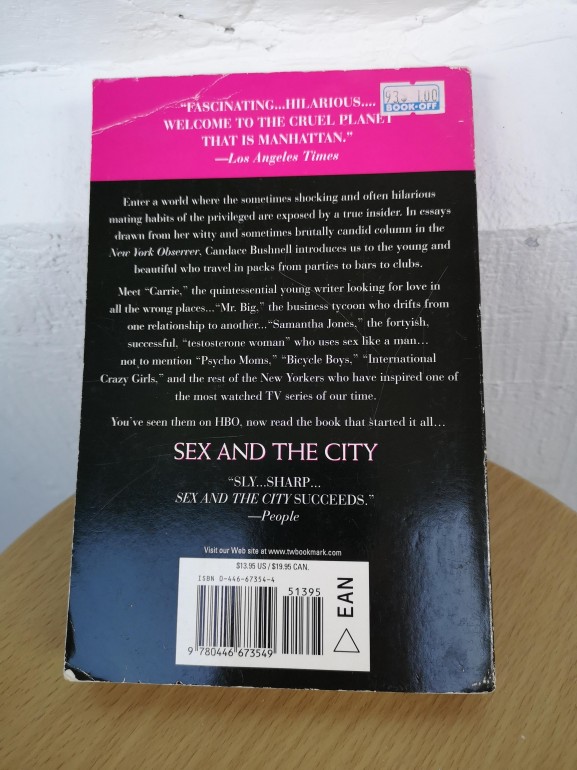 93- 100
BOOK·OFF
“FASCINATING...HILARIOUS....
WELCOME TO THE CRUEL PLANET
THAT IS MANHATTAN.”
—Los Angeles Times
Enter a world where the sometimes shocking and often hilarious
mating habits of the privileged are exposed by a true insider. In essays
drawn from her witty and sometimes brutally candid column in the
New York Observer, Candace Bushnell introduces us to the young and
beautiful who travel in packs from parties to bars to clubs.
Meet “Carrie,” the quintessential young writer looking for love in
all the wrong places...“Mr. Big,” the business tycoon who drifts from
one relationship to another...“Samantha Jones,” the fortyish,
successful, “testosterone woman” who uses sex like a man...
not to mention “Psycho Moms,” “Bicycle Boys,” “International
Crazy Girls,” and the rest of the New Yorkers who have inspired one of
the most watched TV series of our time.
You’ve seen them on HBO, now read the book that started it all...
SEX AND THE CITY
“SLY...SHARP...
SEX AND THE CITY SUCCEEDS.”
—People
Visit our Web site at www.twbookmark.com
$13.95 US / $19.95 CAN.
ISBN 0-446-67354-4
51395
EAN
9 780446 673549